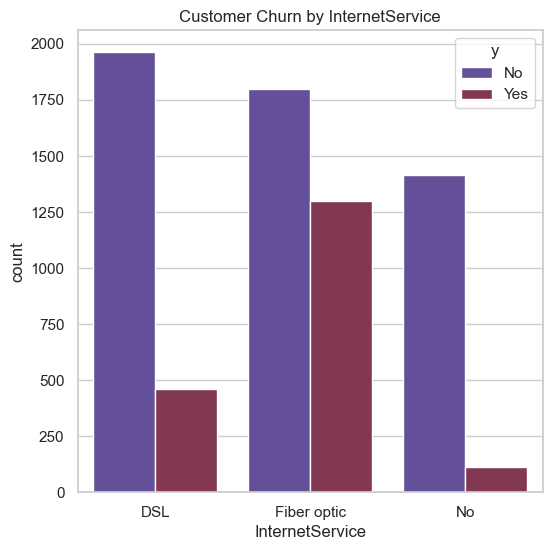 Customer Churn by InternetService
y
No
Yes
count
2000
1750
1500
1250
1000
750
500
250
0
DSL
Fiber optic
No
InternetService